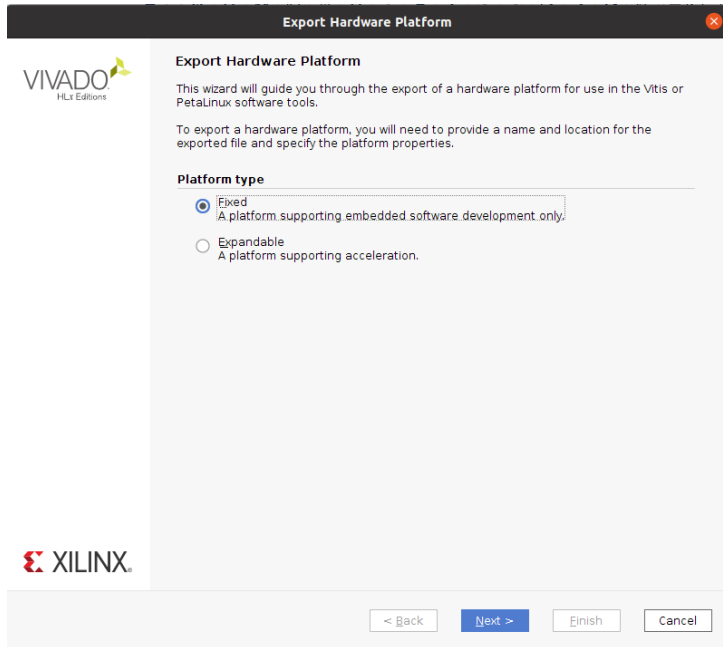 Export Hardware Platform
VIVADO
HLx Editions
Export Hardware Platform
This wizard will guide you through the export of a hardware platform for use in the Vitis or
PetaLinux software tools.
To export a hardware platform, you will need to provide a name and location for the
exported file and specify the platform properties.
Platform type
Fixed
A platform supporting embedded software development only.
Expandable
A platform supporting acceleration.
XILINX
< Back
Next >
Finish
Cancel